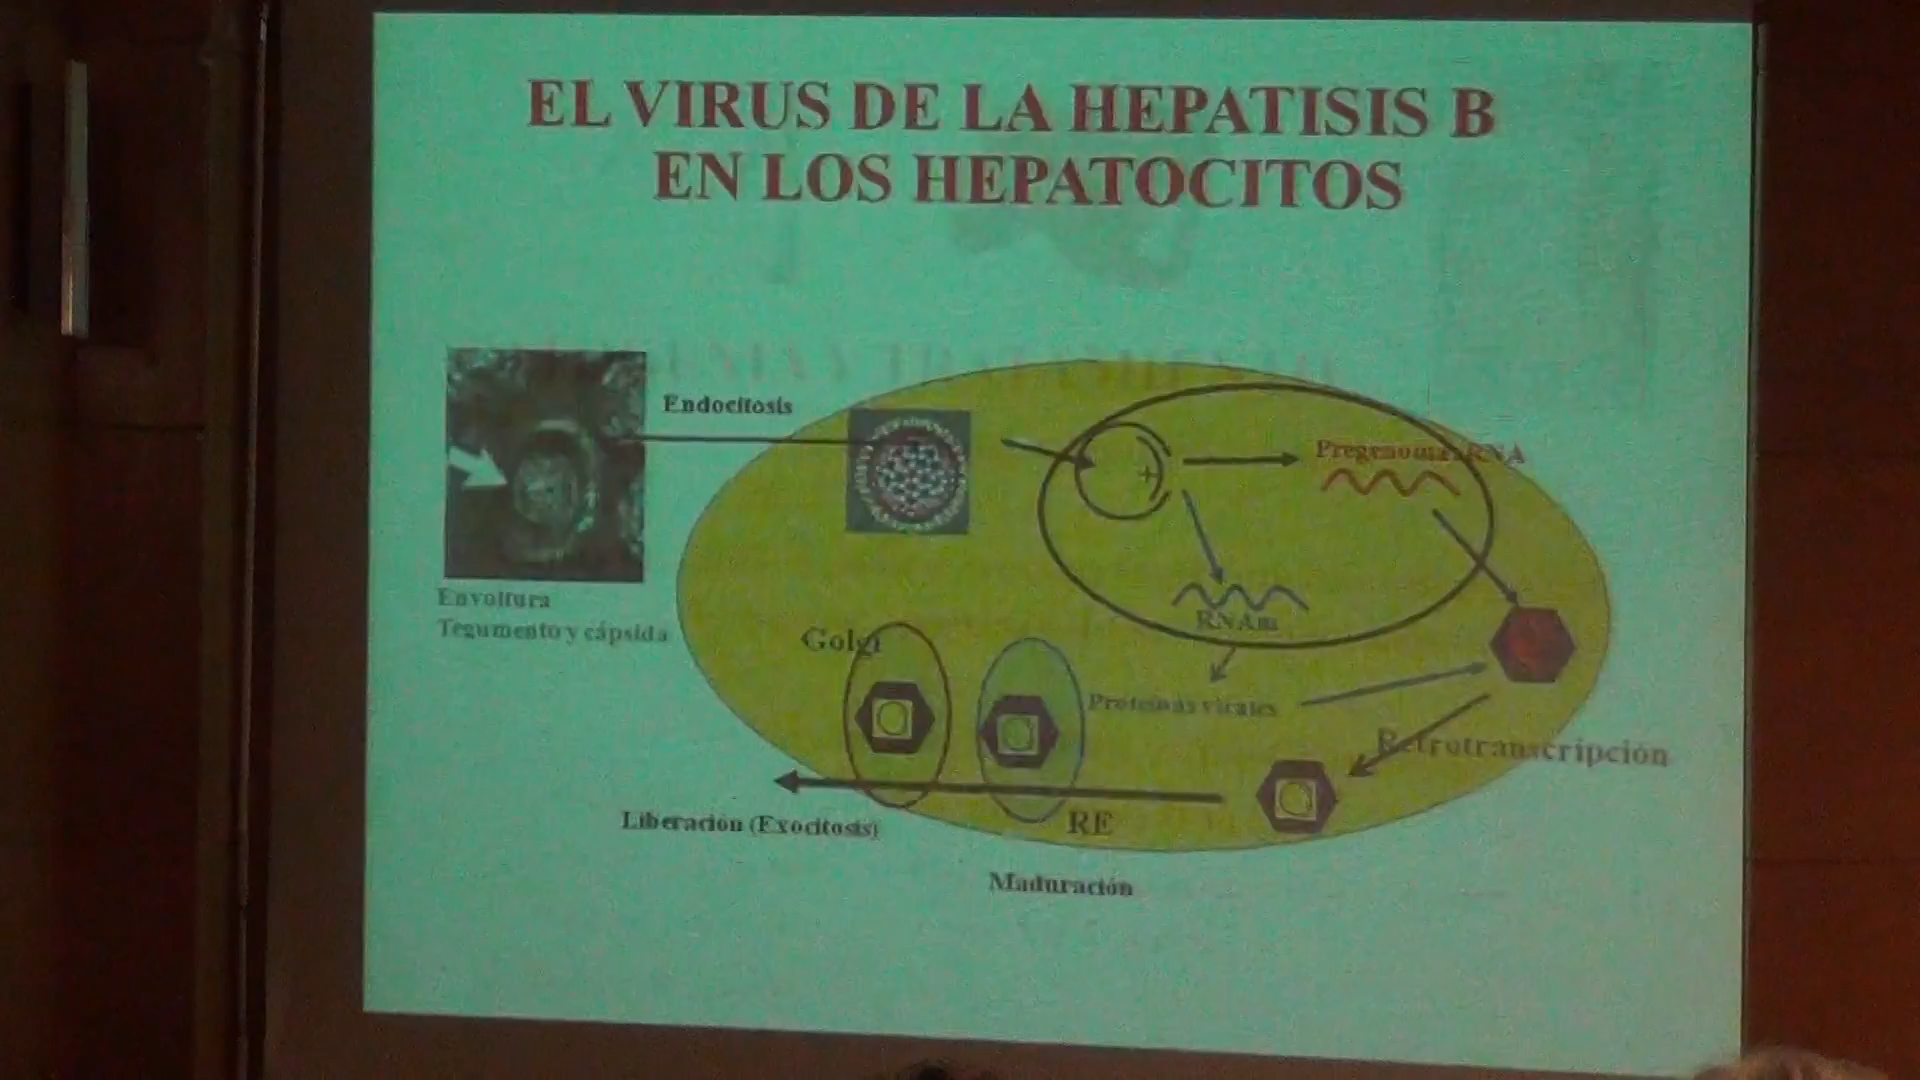 EL VIRUS DE LA HEPATISIS B
EN LOS HEPATOCITOS
Endocitosis
Pregenoma RNA
Envoltura
Tegumento y cápsida
RNAm
Golgi
Proteinas virales
Retrotranscripción
Liberación (Exocitosis)
RE
Maduración